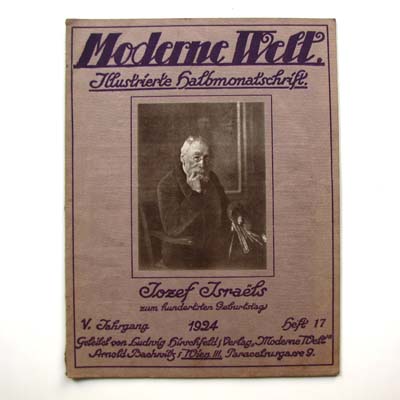 Moderne Welt.
Illustrierte Halbmonatschrift.
Jozef Israëls
zum hundertsten Geburtstag
V. Jahrgang 1924 Heft 17
Geleitet von Ludwig Hirschfeld; Verlag „Moderne Welt"
Arnold Bachwitz; Wien III, Paracelsusgasse 9.